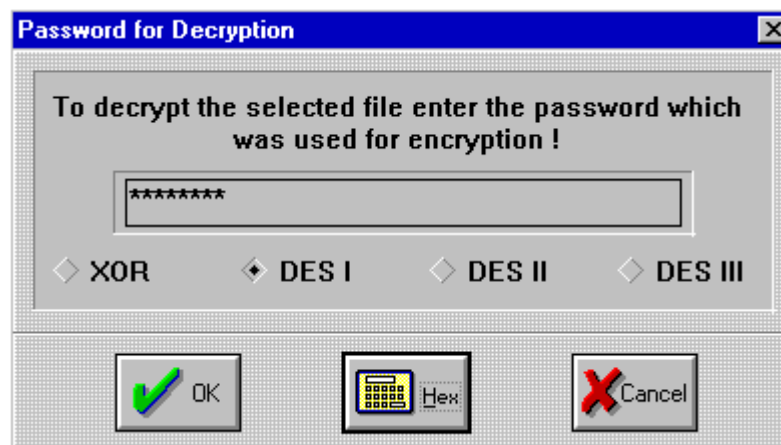 Password for Decryption
To decrypt the selected file enter the password which
was used for encryption !
********
XOR DES I DES II DES III
OK Hex Cancel